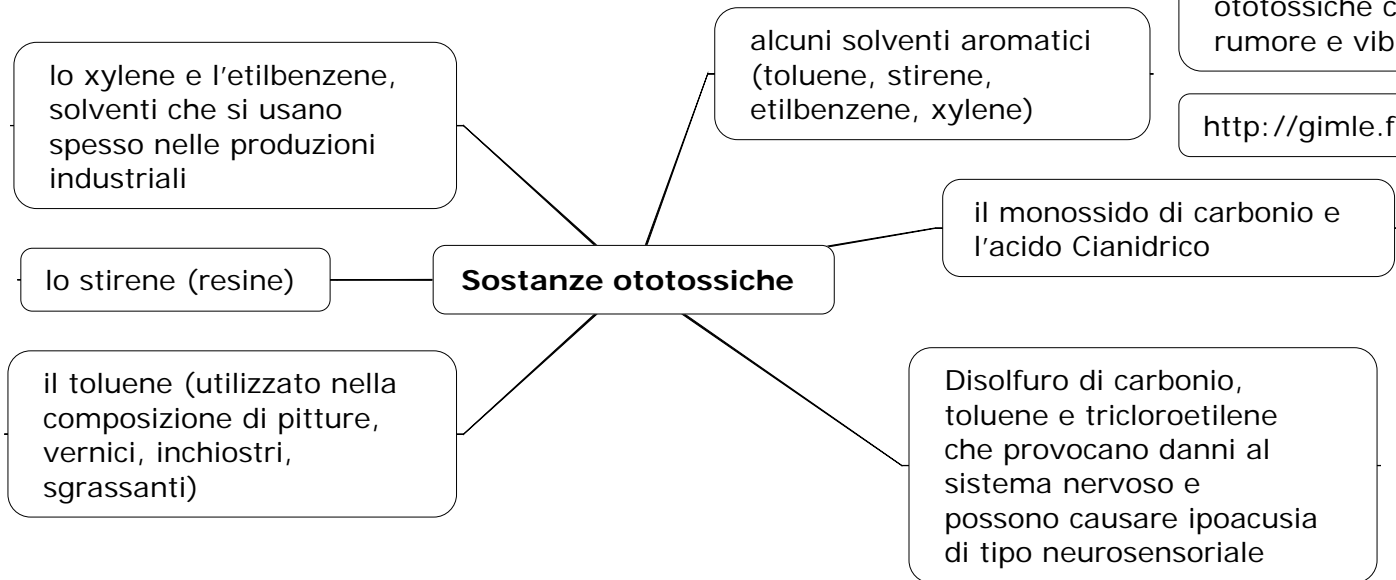 lo xylene e l'etilbenzene,
solventi che si usano
spesso nelle produzioni
industriali
alcuni solventi aromatici
(toluene, stirene,
etilbenzene, xylene)
ototossiche
rumore e
il monossido di carbonio e
l'acido Cianidrico
lo stirene (resine)
Sostanze ototossiche
il toluene (utilizzato nella
composizione di pitture,
vernici, inchiostri,
sgrassanti)
Disolfuro di carbonio,
toluene e tricloroetilene
che provocano danni al
sistema nervoso e
possono causare ipoacusia
di tipo neurosensoriale